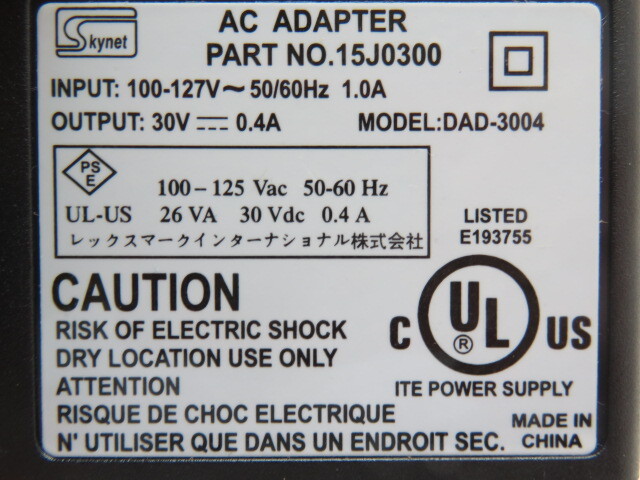 Skynet
AC ADAPTER
PART NO.15J0300
INPUT: 100-127V～50/60Hz 1.0A
OUTPUT: 30V⎓0.4A
MODEL:DAD-3004
PS
E
100-125 Vac 50-60 Hz
UL-US 26 VA 30 Vdc 0.4 A
レックスマークインターナショナル株式会社
LISTED
E193755
C UL US
®
ITE POWER SUPPLY
CAUTION
RISK OF ELECTRIC SHOCK
DRY LOCATION USE ONLY
ATTENTION
RISQUE DE CHOC ELECTRIQUE
N' UTILISER QUE DANS UN ENDROIT SEC.
MADE IN
CHINA